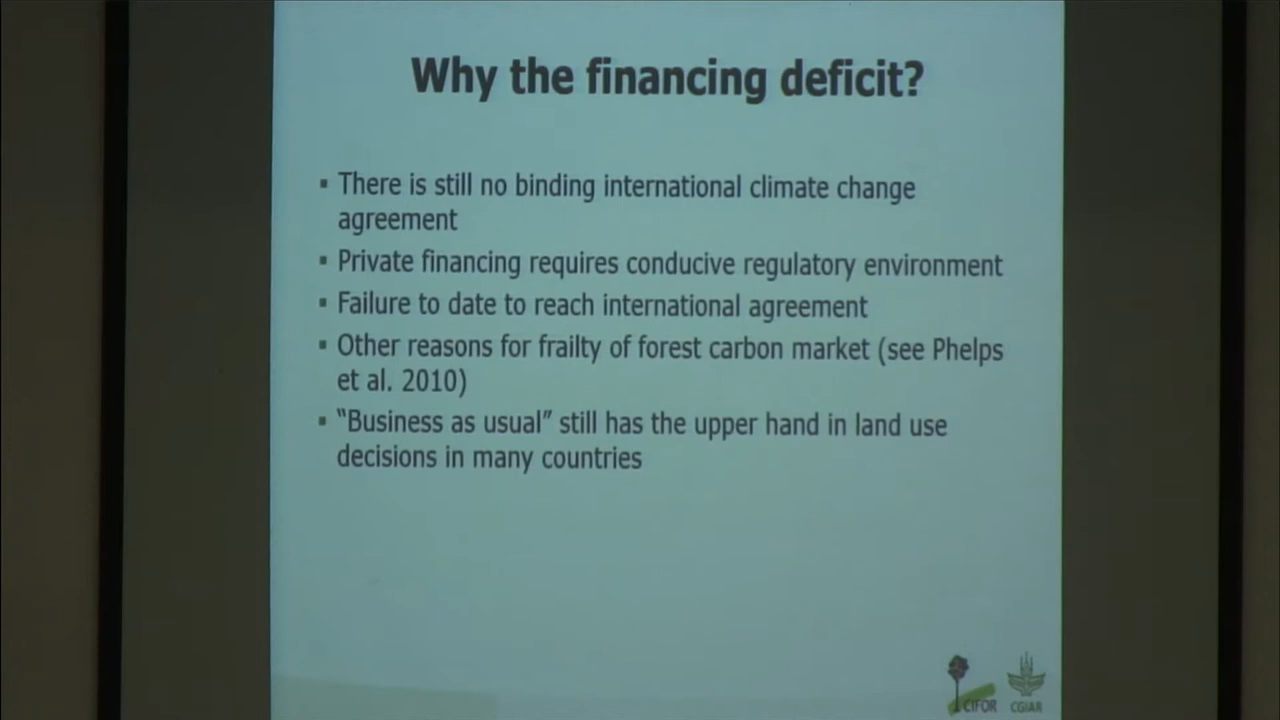 Why the financing deficit?
▪ There is still no binding international climate change
agreement
▪ Private financing requires conducive regulatory environment
▪ Failure to date to reach international agreement
▪ Other reasons for frailty of forest carbon market (see Phelps
et al. 2010)
▪ “Business as usual” still has the upper hand in land use
decisions in many countries
CIFOR CGIAR